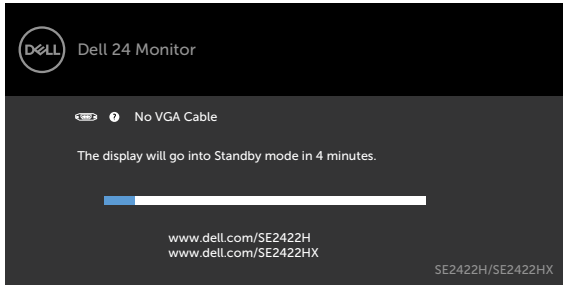 DELL
Dell 24 Monitor
? No VGA Cable
The display will go into Standby mode in 4 minutes.
www.dell.com/SE2422H
www.dell.com/SE2422HX
SE2422H/SE2422HX